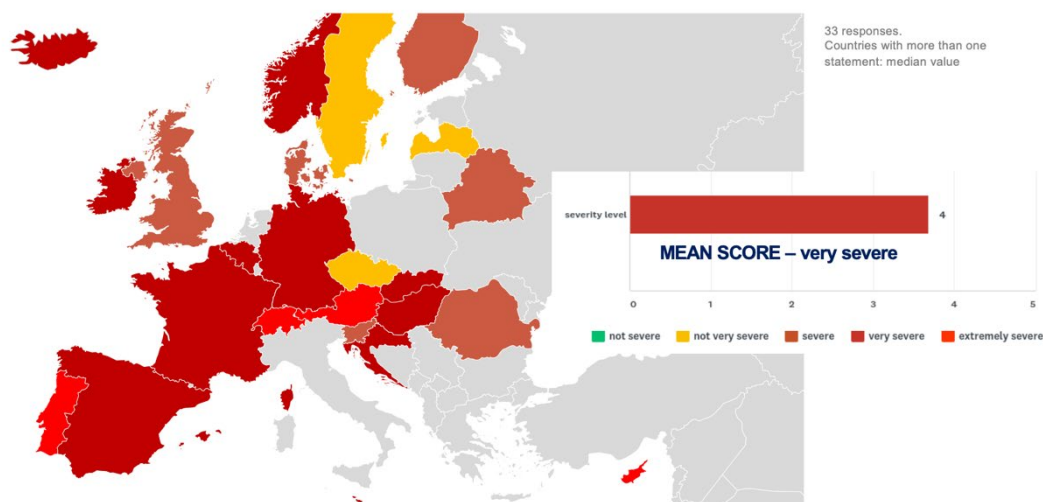 33 responses.
Countries with more than one
statement: median value
severity level
4
MEAN SCORE – very severe
0 1 2 3 4 5
not severe not very severe severe very severe extremely severe